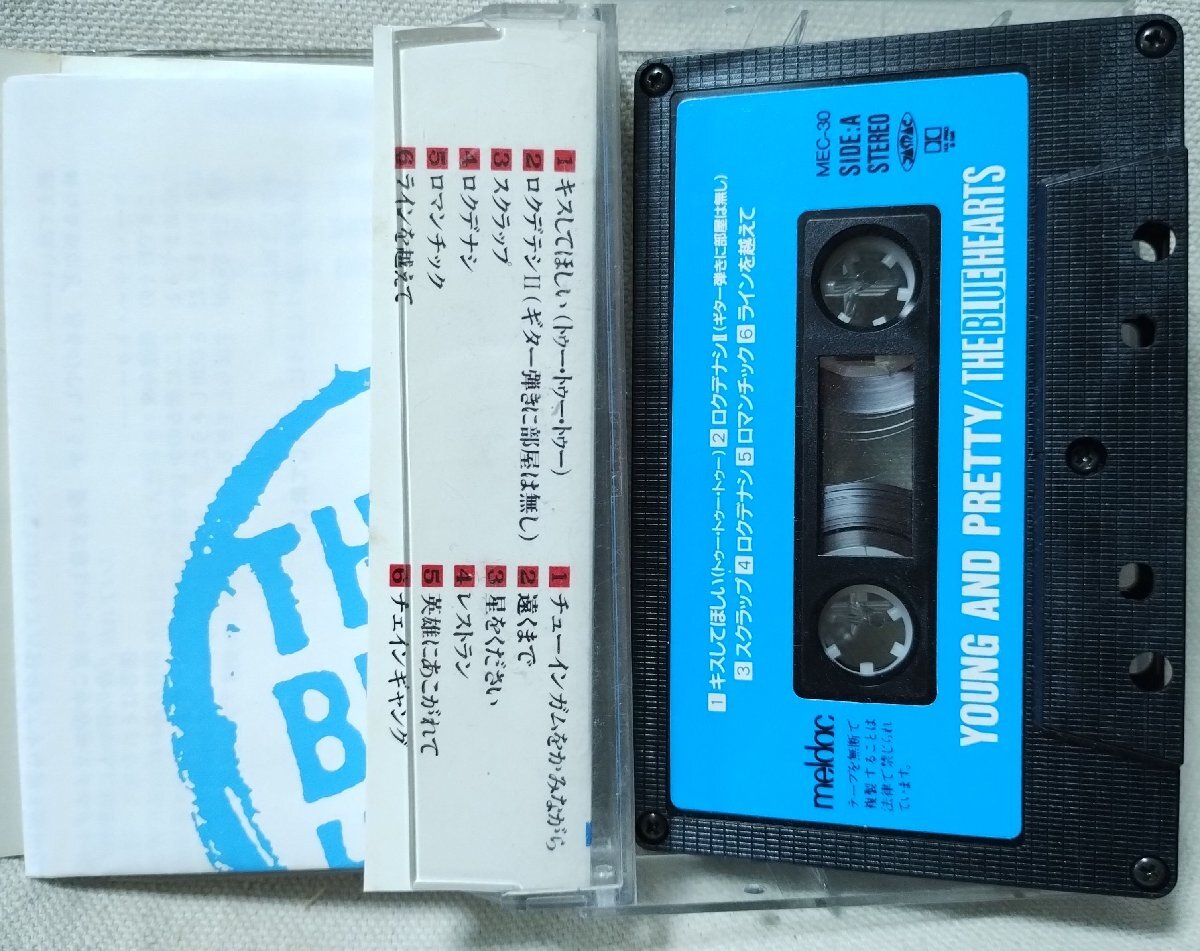 1 キスしてほしい(トゥー・トゥー・トゥー)
2 ロクデナシII(ギター弾きに部屋は無し)
3 スクラップ
4 ロクデナシ
5 ロマンチック
6 ラインを越えて
1 チューインガムをかみながら
2 遠くまで
3 星をください
4 レストラン
5 英雄にあこがれて
6 チェインギャング
THE
BL
MEC-30
SIDE:A
STEREO
1 キスしてほしい(トゥー・トゥー・トゥー) 2 ロクデナシII(ギター弾きに部屋は無し)
3 スクラップ 4 ロクデナシ 5 ロマンチック 6 ラインを越えて
YOUNG AND PRETTY/THE BLUE HEARTS
meldac
テープを無断で
複製することは
法律で禁じられ
ています。